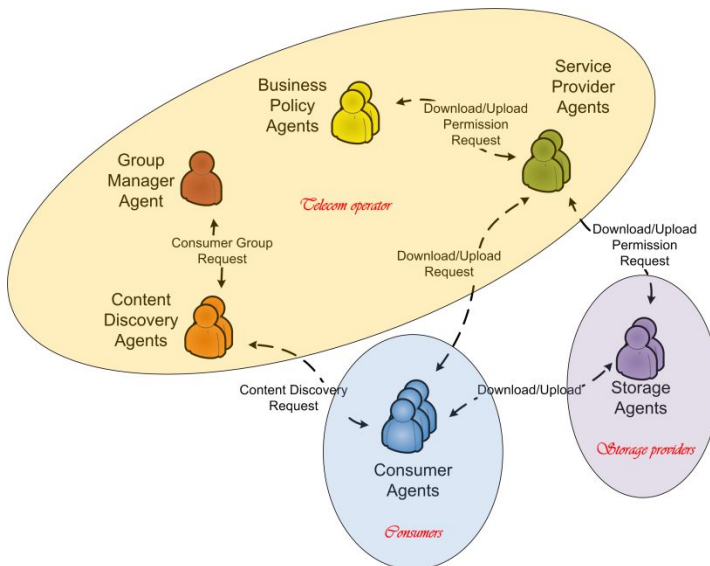 Business
Policy
Agents
Service
Provider
Agents
Download/Upload
Permission
Request
Group
Manager
Agent
Telecom operator
Consumer Group
Request
Download/Upload
Request
Download/Upload
Permission
Request
Content
Discovery
Agents
Content Discovery
Request
Download/Upload
Storage
Agents
Storage providers
Consumer
Agents
Consumers